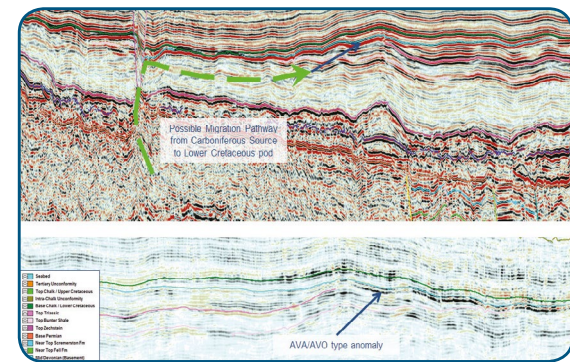 Possible Migration Pathway
from Carboniferous Source
to Lower Cretaceous pod
Seabed
Tertiary Unconformity
Top Chalk / Upper Cretaceous
Intra-Chalk Unconformity
Base Chalk / Lower Cretaceous
Top Triassic
Top Bunter Shale
Top Zechstein
Base Permian
Near Top Scremerston Fm
Near Top Fell Fm
Mid Devonian (Basement)
AVA/AVO type anomaly